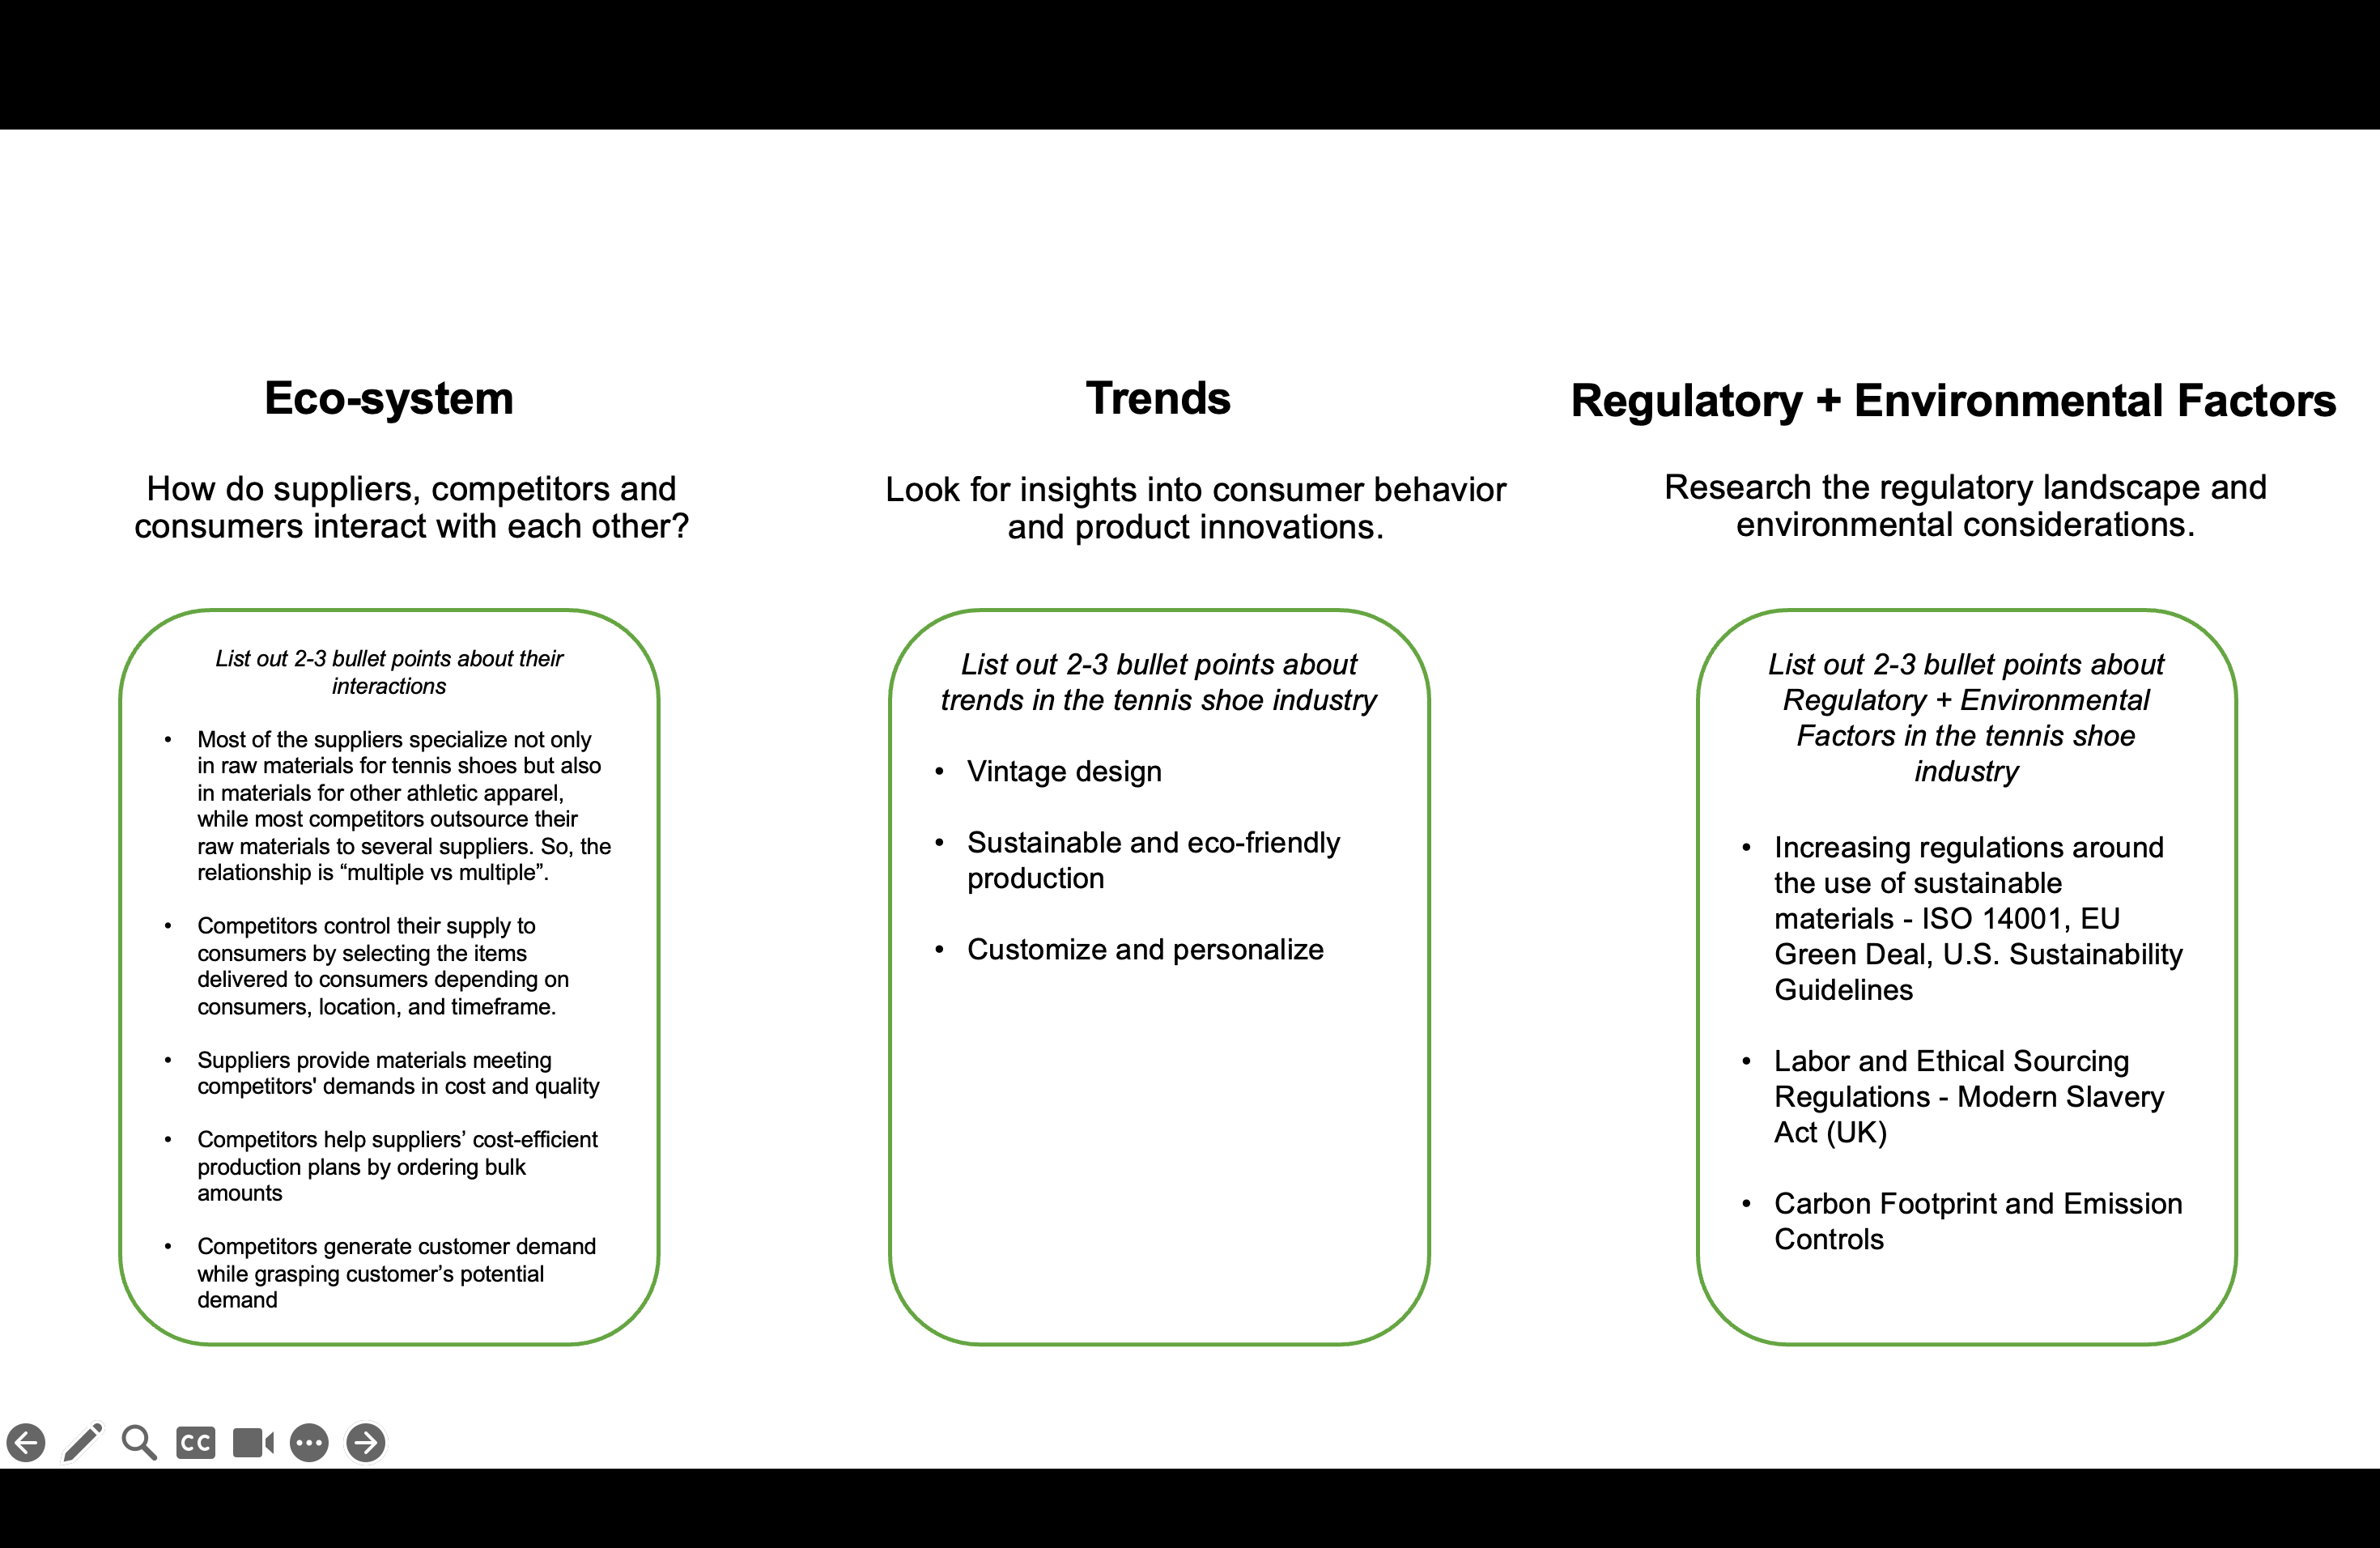 Eco-system
How do suppliers, competitors and
consumers interact with each other?
List out 2-3 bullet points about their
interactions
• Most of the suppliers specialize not only
in raw materials for tennis shoes but also
in materials for other athletic apparel,
while most competitors outsource their
raw materials to several suppliers. So, the
relationship is “multiple vs multiple”.
• Competitors control their supply to
consumers by selecting the items
delivered to consumers depending on
consumers, location, and timeframe.
• Suppliers provide materials meeting
competitors' demands in cost and quality
• Competitors help suppliers’ cost-efficient
production plans by ordering bulk
amounts
• Competitors generate customer demand
while grasping customer’s potential
demand
Trends
Look for insights into consumer behavior
and product innovations.
List out 2-3 bullet points about
trends in the tennis shoe industry
• Vintage design
• Sustainable and eco-friendly
production
• Customize and personalize
Regulatory + Environmental Factors
Research the regulatory landscape and
environmental considerations.
List out 2-3 bullet points about
Regulatory + Environmental
Factors in the tennis shoe
industry
• Increasing regulations around
the use of sustainable
materials - ISO 14001, EU
Green Deal, U.S. Sustainability
Guidelines
• Labor and Ethical Sourcing
Regulations - Modern Slavery
Act (UK)
• Carbon Footprint and Emission
Controls
CC